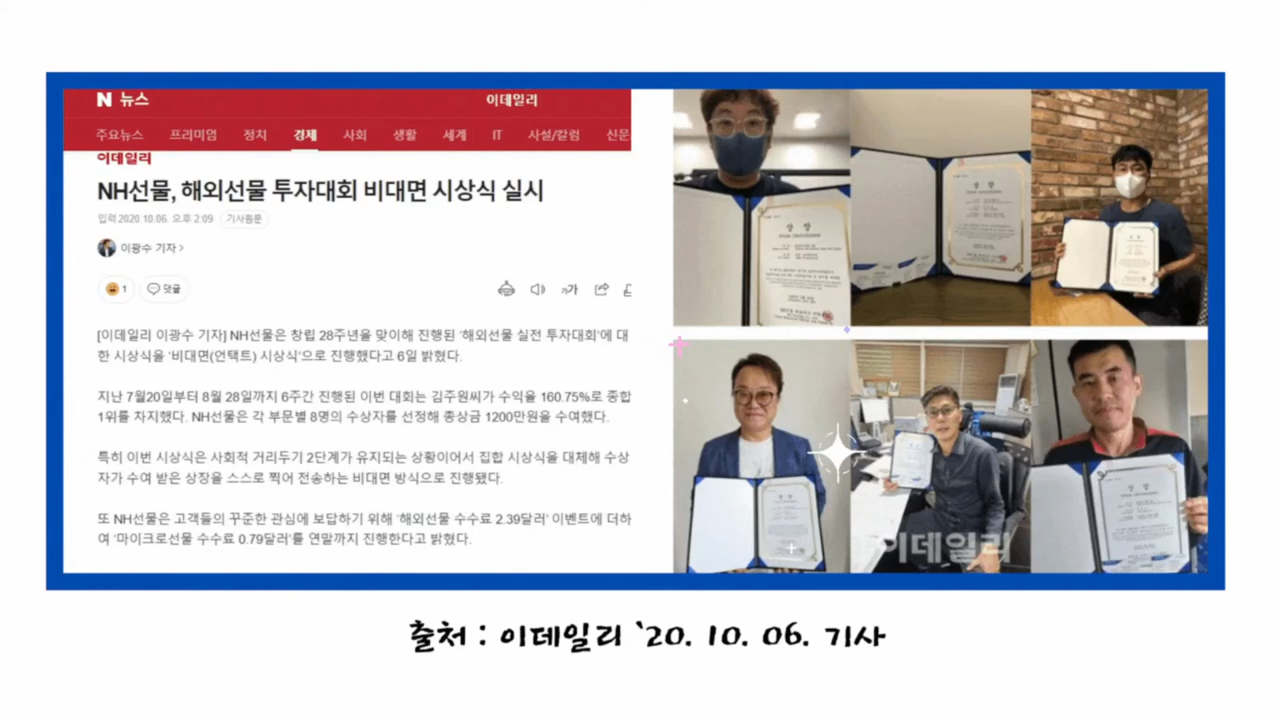 N 뉴스 이데일리
주요뉴스 프리미엄 정치 경제 사회 생활 세계 IT 사설/칼럼 신문
이데일리
NH선물, 해외선물 투자대회 비대면 시상식 실시
입력 2020.10.06. 오후 2:09 기사원문
이광수 기자
1 댓글
가가
[이데일리 이광수 기자] NH선물은 창립 28주년을 맞이해 진행된 '해외선물 실전 투자대회'에 대
한 시상식을 '비대면(언택트) 시상식'으로 진행했다고 6일 밝혔다.
지난 7월20일부터 8월 28일까지 6주간 진행된 이번 대회는 김주원씨가 수익율 160.75%로 종합
1위를 차지했다. NH선물은 각 부문별 8명의 수상자를 선정해 총상금 1200만원을 수여했다.
특히 이번 시상식은 사회적 거리두기 2단계가 유지되는 상황이어서 집합 시상식을 대체해 수상
자가 수여 받은 상장을 스스로 찍어 전송하는 비대면 방식으로 진행됐다.
또 NH선물은 고객들의 꾸준한 관심에 보답하기 위해 '해외선물 수수료 2.39달러' 이벤트에 더하
여 '마이크로선물 수수료 0.79달러'를 연말까지 진행한다고 밝혔다.
상 장
상 장
상 장
상 장
상 장
이데일리
출처 : 이데일리 '20. 10. 06. 기사